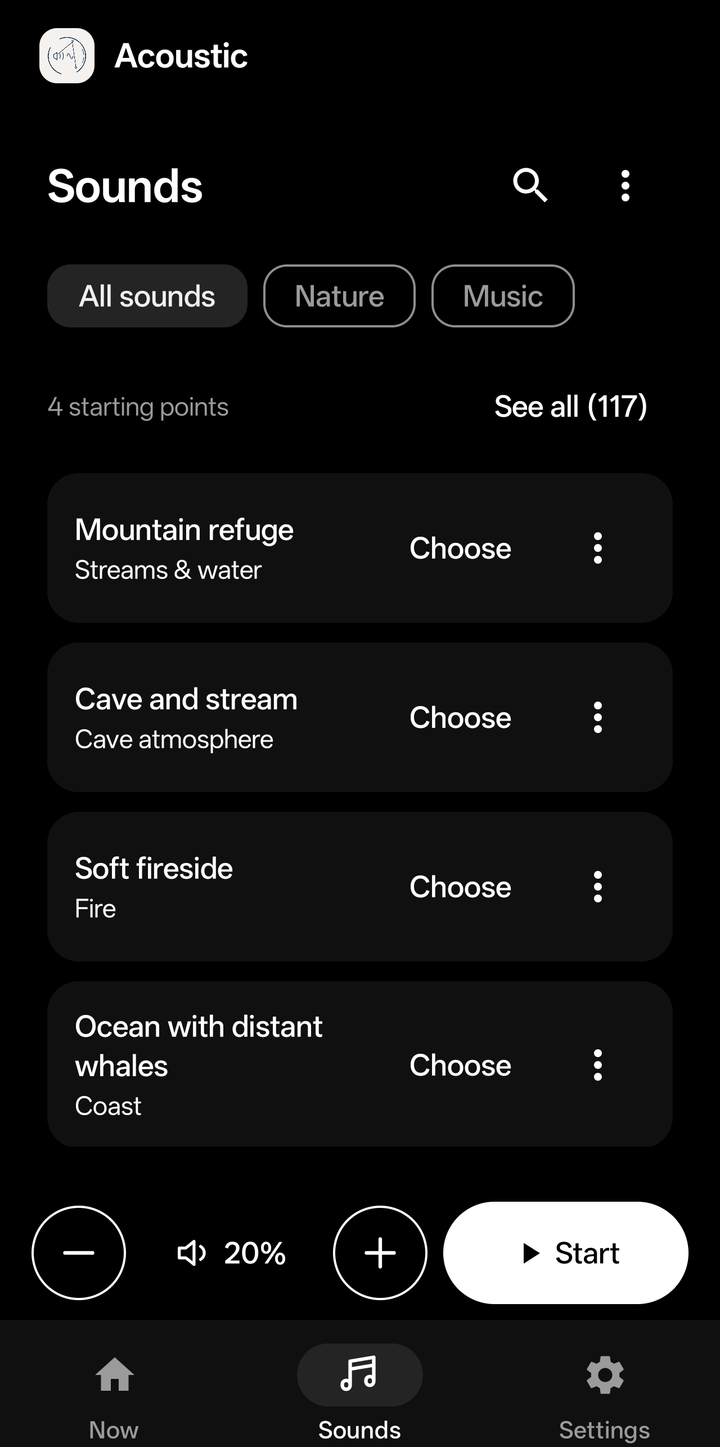 Acoustic
Sounds
All sounds
Nature
Music
4 starting points
See all (117)
Mountain refuge
Streams & water
Choose
Cave and stream
Cave atmosphere
Choose
Soft fireside
Fire
Choose
Ocean with distant
whales
Coast
Choose
20%
Start
Now
Sounds
Settings